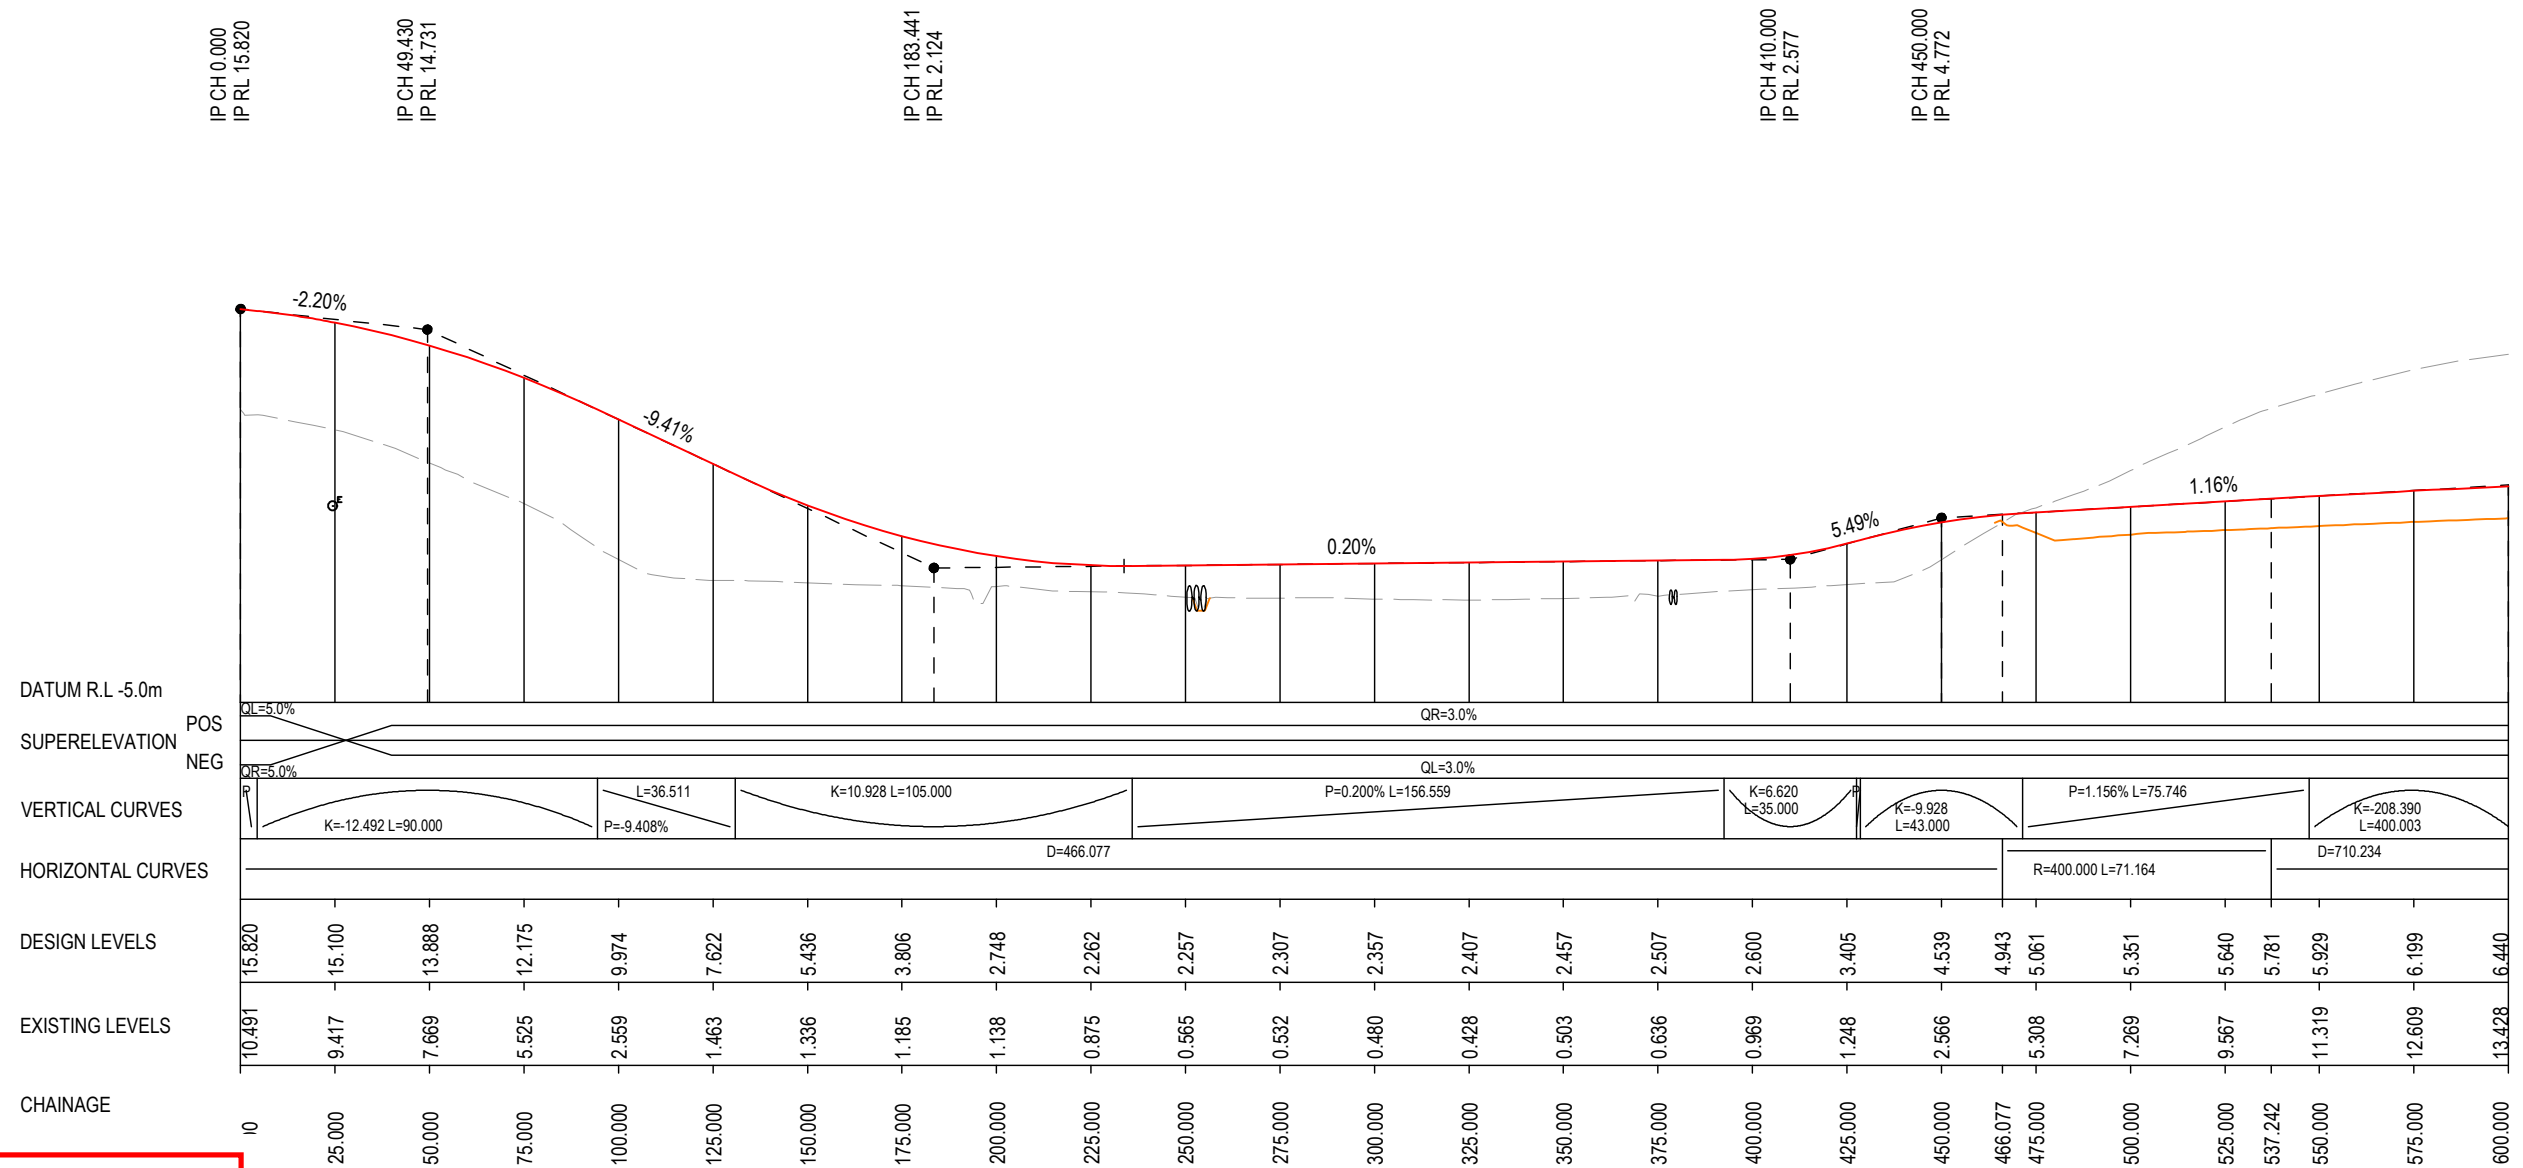 IP CH 0.000
IP RL 15.820
IP CH 49.430
IP RL 14.731
IP CH 183.441
IP RL 2.124
IP CH 410.000
IP RL 2.577
IP CH 450.000
IP RL 4.772
-2.20%
-9.41%
0.20%
5.49%
1.16%
E
DATUM R.L -5.0m
SUPERELEVATION
POS
NEG
QL=5.0%
QR=3.0%
QR=5.0%
QL=3.0%
VERTICAL CURVES
P
K=-12.492 L=90.000
L=36.511
P=-9.408%
K=10.928 L=105.000
P=0.200% L=156.559
K=6.620
L=35.000
P
K=-9.928
L=43.000
P=1.156% L=75.746
K=-208.390
L=400.003
HORIZONTAL CURVES
D=466.077
R=400.000 L=71.164
D=710.234
DESIGN LEVELS
15.820
15.100
13.888
12.175
9.974
7.622
5.436
3.806
2.748
2.262
2.257
2.307
2.357
2.407
2.457
2.507
2.600
3.405
4.539
4.943
5.061
5.351
5.640
5.781
5.929
6.199
6.440
EXISTING LEVELS
10.491
9.417
7.669
5.525
2.559
1.463
1.336
1.185
1.138
0.875
0.565
0.532
0.480
0.428
0.503
0.636
0.969
1.248
2.566
5.308
7.269
9.567
11.319
12.609
13.428
CHAINAGE
25.000
50.000
75.000
100.000
125.000
150.000
175.000
200.000
225.000
250.000
275.000
300.000
325.000
350.000
375.000
400.000
425.000
450.000
466.077
475.000
500.000
525.000
537.242
550.000
575.000
600.000